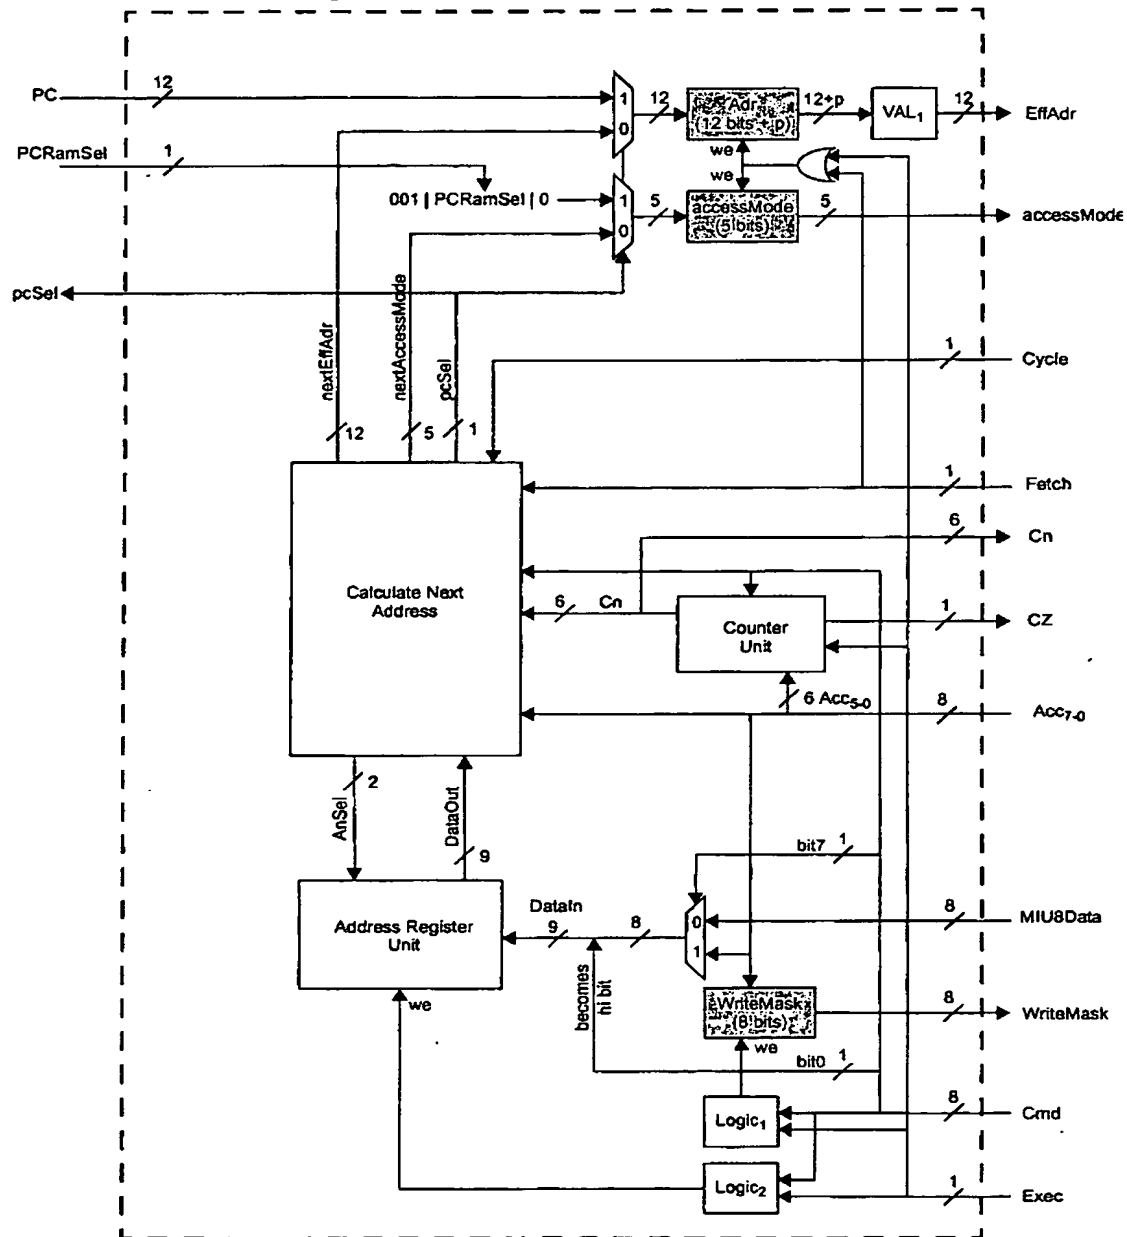 PC
12
1
0
12
EffAdr
(12 bits + p)
12+p
VAL1
12
EffAdr
PCRamSel
1
we
we
001 | PCRamSel | 0
1
0
5
accessMode
(5 bits)
5
accessMode
pcSel
nextEffAdr
nextAccessMode
pcSel
12
5
1
1
Cycle
1
Fetch
6
Cn
Calculate Next
Address
6
Cn
Counter
Unit
1
CZ
6 Acc5-0
8
Acc7-0
AnSel
2
DataOut
9
bit7
1
Address Register
Unit
DataIn
9
8
0
1
8
MIU8Data
becomes
hi bit
we
WriteMask
(8 bits)
8
WriteMask
we
bit0
1
Logic1
8
Cmd
Logic2
1
Exec